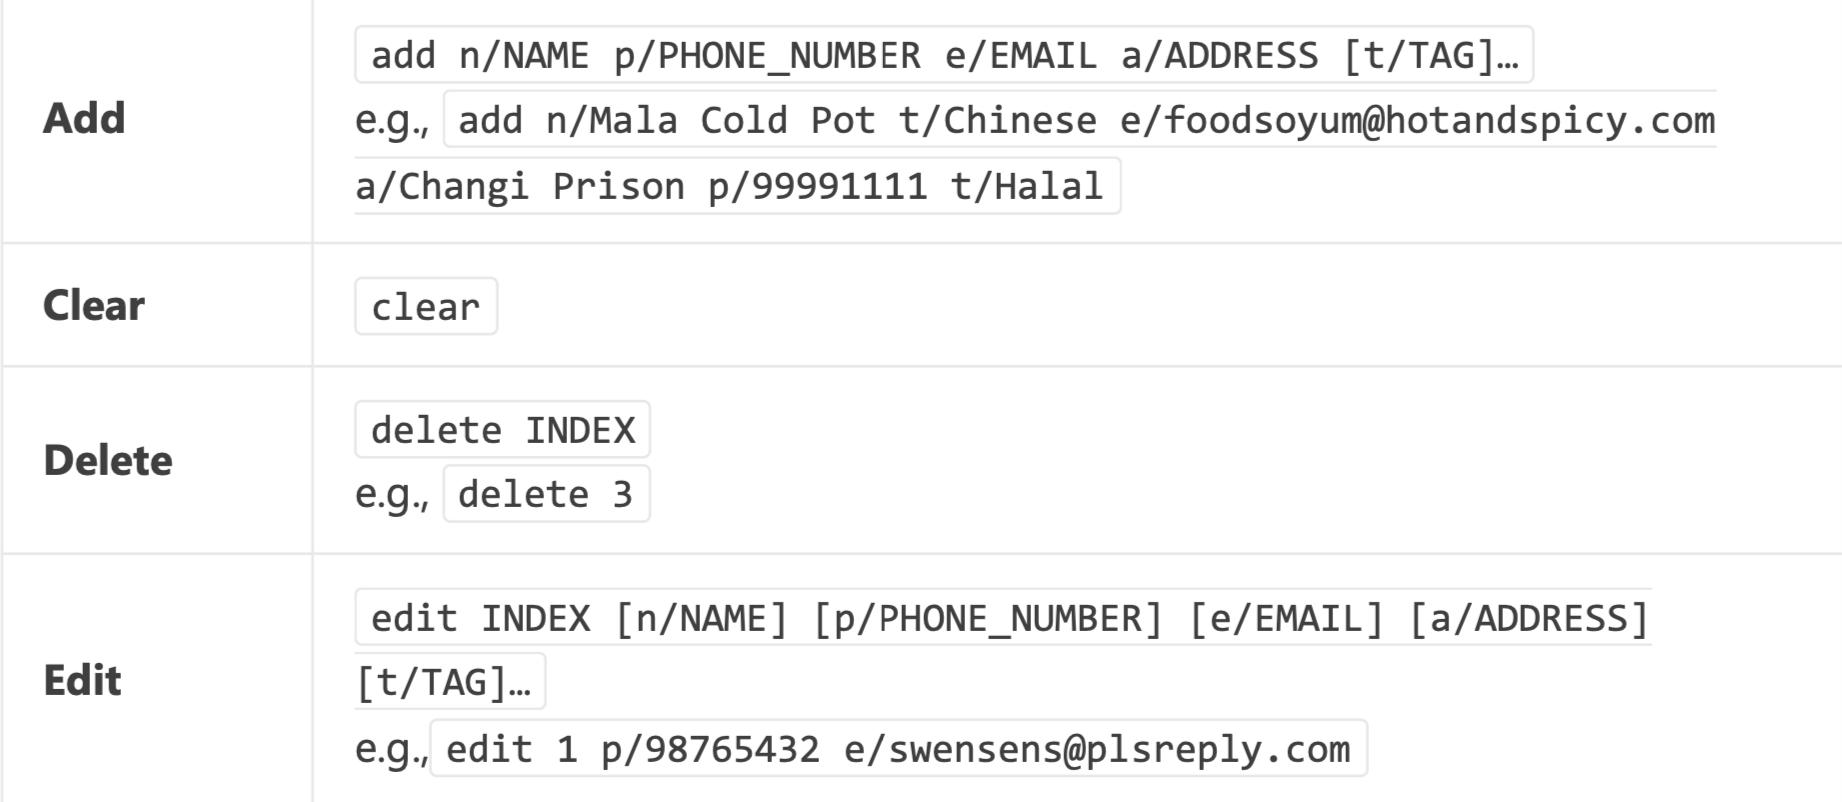 Add
add n/NAME p/PHONE_NUMBER e/EMAIL a/ADDRESS [t/TAG]…
e.g., add n/Mala Cold Pot t/Chinese e/foodsoyum@hotandspicy.com
a/Changi Prison p/99991111 t/Halal
Clear
clear
Delete
delete INDEX
e.g., delete 3
Edit
edit INDEX [n/NAME] [p/PHONE_NUMBER] [e/EMAIL] [a/ADDRESS]
[t/TAG]…
e.g., edit 1 p/98765432 e/swensens@plsreply.com